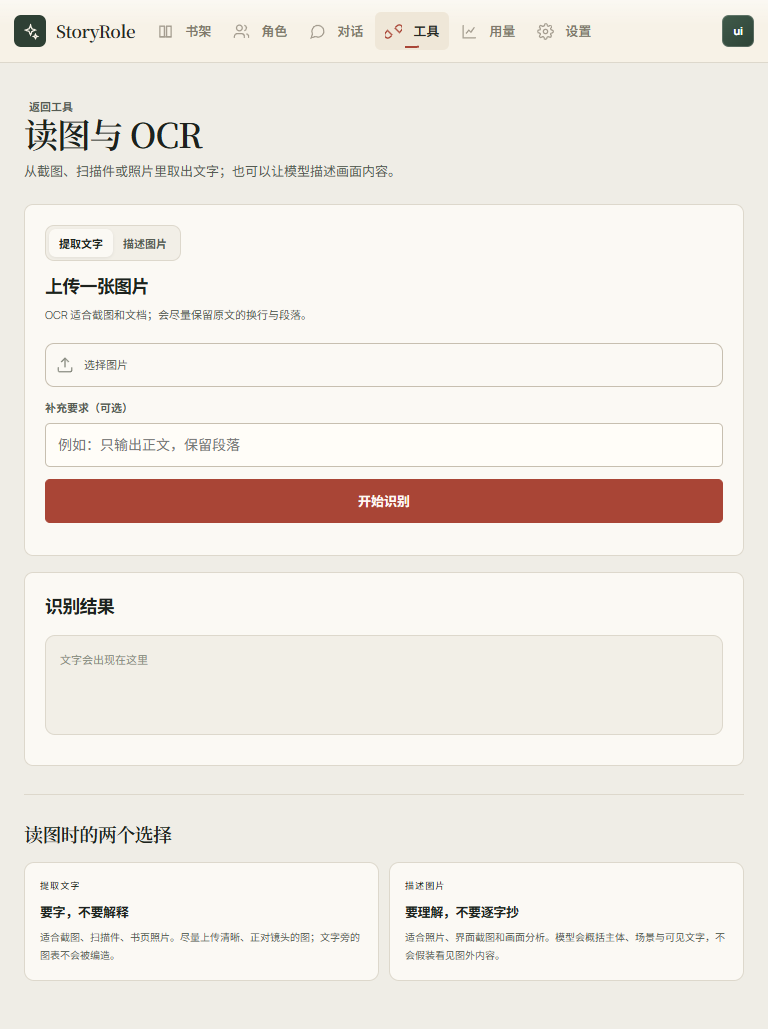 StoryRole 书架 角色 对话 工具 用量 设置 ui
返回工具
读图与 OCR
从截图、扫描件或照片里取出文字；也可以让模型描述画面内容。
提取文字 描述图片
上传一张图片
OCR 适合截图和文档；会尽量保留原文的换行与段落。
选择图片
补充要求（可选）
例如：只输出正文，保留段落
开始识别
识别结果
文字会出现在这里
读图时的两个选择
提取文字
要字，不要解释
适合截图、扫描件、书页照片。尽量上传清晰、正对镜头的图；文字旁的
图表不会被编造。
描述图片
要理解，不要逐字抄
适合照片、界面截图和画面分析。模型会概括主体、场景与可见文字，不
会假装看见图外内容。